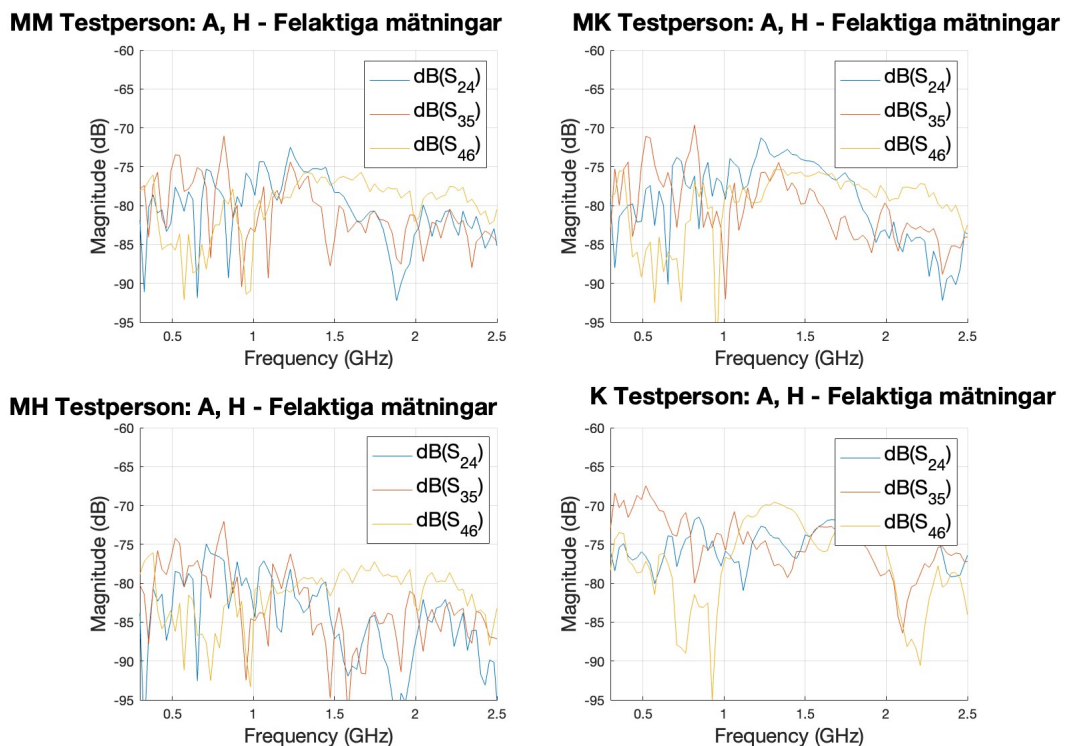 MM Testperson: A, H - Felaktiga mätningar
-60
-65
-70
-75
-80
-85
-90
-95
Magnitude (dB)
0.5
1
1.5
2
2.5
Frequency (GHz)
dB(S24)
dB(S35)
dB(S46)
MK Testperson: A, H - Felaktiga mätningar
-60
-65
-70
-75
-80
-85
-90
-95
Magnitude (dB)
0.5
1
1.5
2
2.5
Frequency (GHz)
dB(S24)
dB(S35)
dB(S46)
MH Testperson: A, H - Felaktiga mätningar
-60
-65
-70
-75
-80
-85
-90
-95
Magnitude (dB)
0.5
1
1.5
2
2.5
Frequency (GHz)
dB(S24)
dB(S35)
dB(S46)
K Testperson: A, H - Felaktiga mätningar
-60
-65
-70
-75
-80
-85
-90
-95
Magnitude (dB)
0.5
1
1.5
2
2.5
Frequency (GHz)
dB(S24)
dB(S35)
dB(S46)